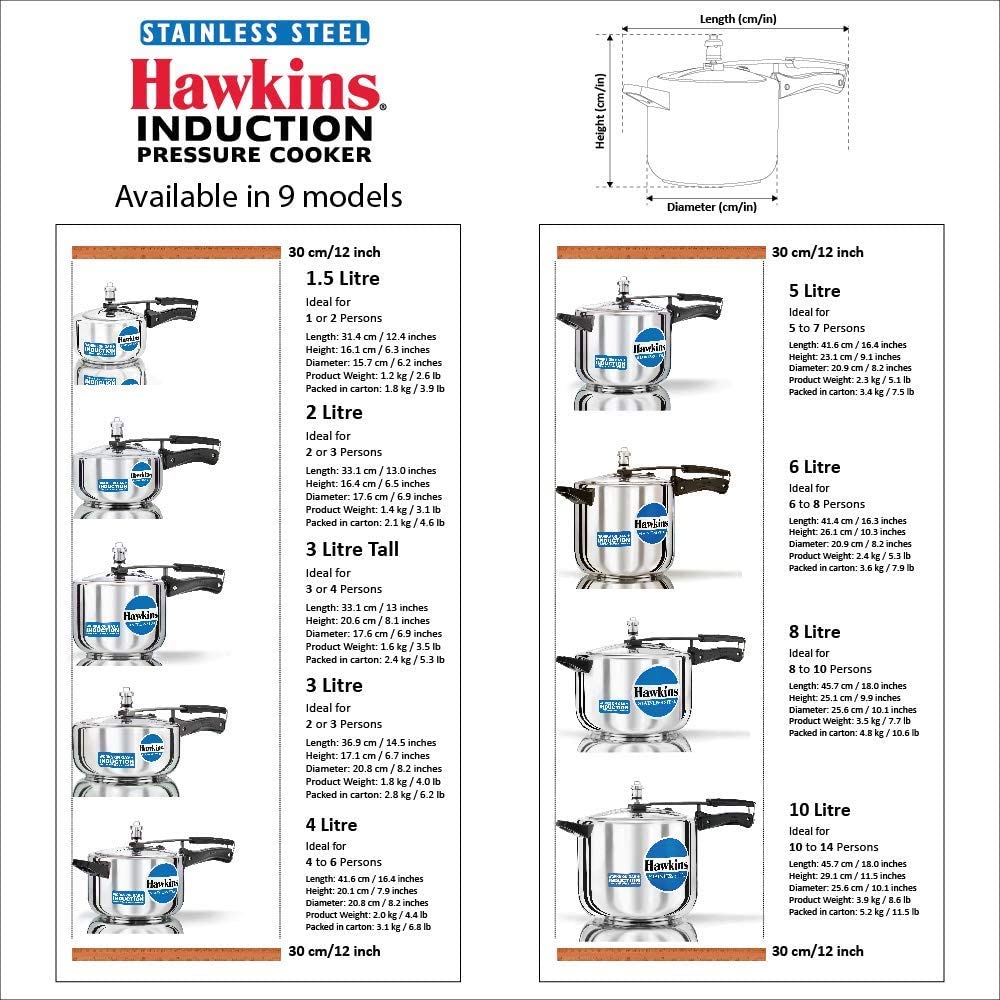 STAINLESS STEEL
Hawkins®
INDUCTION
PRESSURE COOKER
Available in 9 models
Length (cm/in)
Height (cm/in)
Diameter (cm/in)
30 cm/12 inch
1.5 Litre
Ideal for
1 or 2 Persons
Length: 31.4 cm / 12.4 inches
Height: 16.1 cm / 6.3 inches
Diameter: 15.7 cm / 6.2 inches
Product Weight: 1.2 kg / 2.6 lb
Packed in carton: 1.8 kg / 3.9 lb
2 Litre
Ideal for
2 or 3 Persons
Length: 33.1 cm / 13.0 inches
Height: 16.4 cm / 6.5 inches
Diameter: 17.6 cm / 6.9 inches
Product Weight: 1.4 kg / 3.1 lb
Packed in carton: 2.1 kg / 4.6 lb
3 Litre Tall
Ideal for
3 or 4 Persons
Length: 33.1 cm / 13 inches
Height: 20.6 cm / 8.1 inches
Diameter: 17.6 cm / 6.9 inches
Product Weight: 1.6 kg / 3.5 lb
Packed in carton: 2.4 kg / 5.3 lb
3 Litre
Ideal for
2 or 3 Persons
Length: 36.9 cm / 14.5 inches
Height: 17.1 cm / 6.7 inches
Diameter: 20.8 cm / 8.2 inches
Product Weight: 1.8 kg / 4.0 lb
Packed in carton: 2.8 kg / 6.2 lb
4 Litre
Ideal for
4 to 6 Persons
Length: 41.6 cm / 16.4 inches
Height: 20.1 cm / 7.9 inches
Diameter: 20.8 cm / 8.2 inches
Product Weight: 2.0 kg / 4.4 lb
Packed in carton: 3.1 kg / 6.8 lb
30 cm/12 inch
30 cm/12 inch
5 Litre
Ideal for
5 to 7 Persons
Length: 41.6 cm / 16.4 inches
Height: 23.1 cm / 9.1 inches
Diameter: 20.9 cm / 8.2 inches
Product Weight: 2.3 kg / 5.1 lb
Packed in carton: 3.4 kg / 7.5 lb
Hawkins
6 Litre
Ideal for
6 to 8 Persons
Length: 41.4 cm / 16.3 inches
Height: 26.1 cm / 10.3 inches
Diameter: 20.9 cm / 8.2 inches
Product Weight: 2.4 kg / 5.3 lb
Packed in carton: 3.6 kg / 7.9 lb
Hawkins
8 Litre
Ideal for
8 to 10 Persons
Length: 45.7 cm / 18.0 inches
Height: 25.1 cm / 9.9 inches
Diameter: 25.6 cm / 10.1 inches
Product Weight: 3.5 kg / 7.7 lb
Packed in carton: 4.8 kg / 10.6 lb
Hawkins
10 Litre
Ideal for
10 to 14 Persons
Length: 45.7 cm / 18.0 inches
Height: 29.1 cm / 11.5 inches
Diameter: 25.6 cm / 10.1 inches
Product Weight: 3.9 kg / 8.6 lb
Packed in carton: 5.2 kg / 11.5 lb
Hawkins
30 cm/12 inch